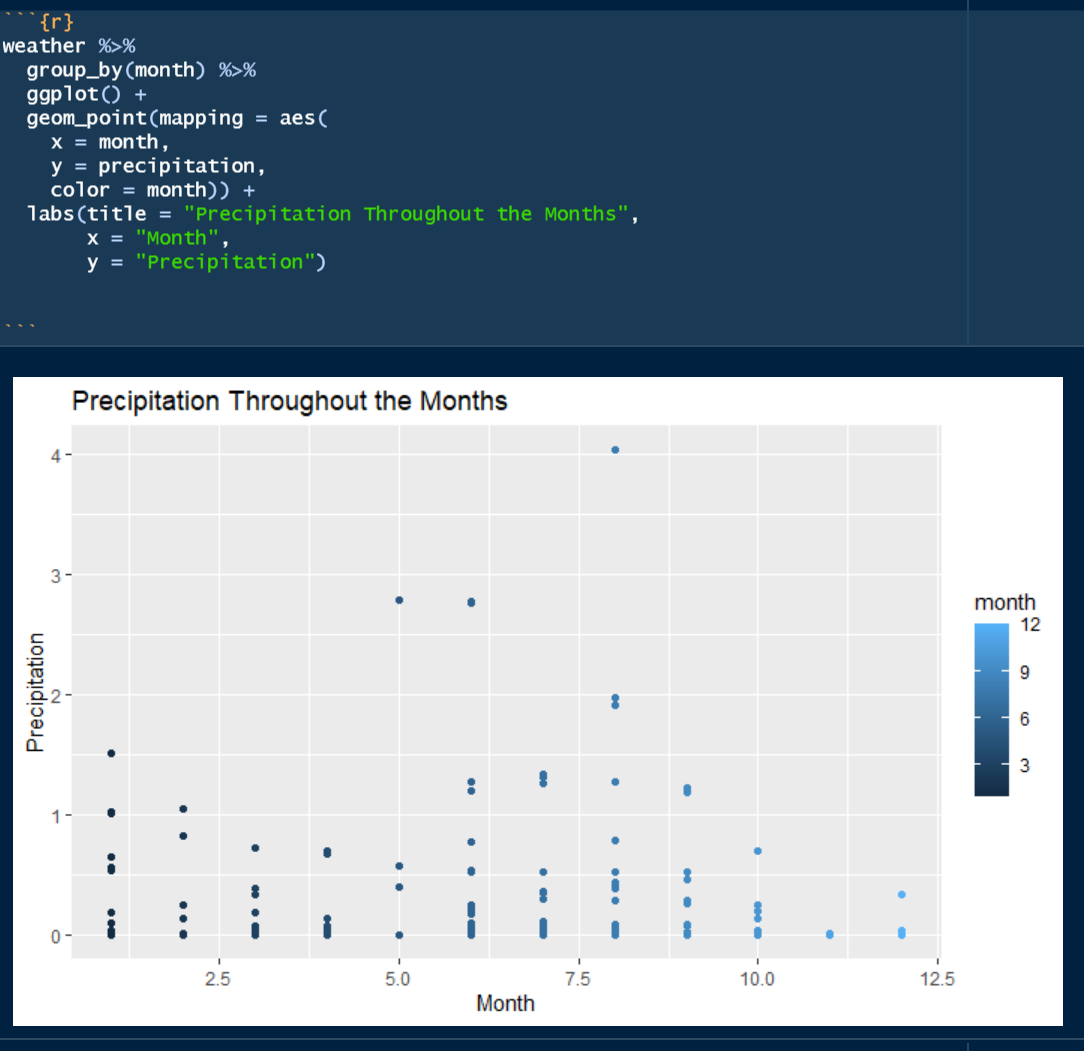 ```{r}
weather %>%
  group_by(month) %>%
  ggplot() +
  geom_point(mapping = aes(
    x = month,
    y = precipitation,
    color = month)) +
  labs(title = "Precipitation Throughout the Months",
       x = "Month",
       y = "Precipitation")
```
Precipitation Throughout the Months
4
3
2
1
0
Precipitation
2.5 5.0 7.5 10.0 12.5
Month
month
12
9
6
3